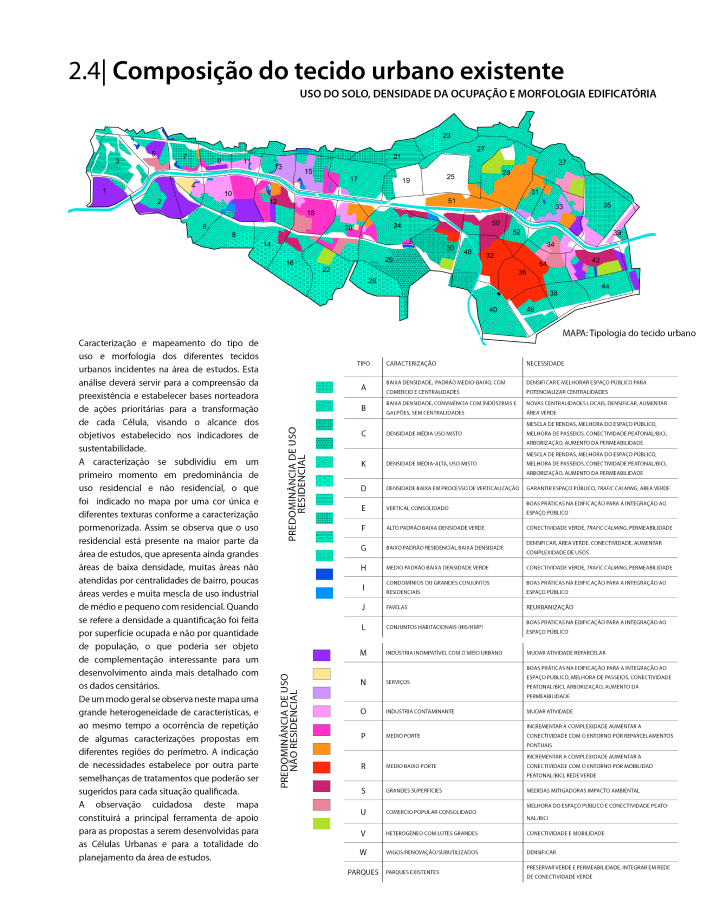 2.4| Composição do tecido urbano existente
USO DO SOLO, DENSIDADE DA OCUPAÇÃO E MORFOLOGIA EDIFICATÓRIA
23
27
5
7
9
11
13
15
17
21
19
25
29
37
3
1
2
10
12
18
20
51
31
33
35
6
8
14
16
22
24
26
28
30
48
50
52
32
34
54
36
38
39
42
44
40
46
MAPA: Tipologia do tecido urbano
Caracterização e mapeamento do tipo de
uso e morfologia dos diferentes tecidos
urbanos incidentes na área de estudos. Esta
análise deverá servir para a compreensão da
preexistência e estabelecer bases norteadora
de ações prioritárias para a transformação
de cada Célula, visando o alcance dos
objetivos estabelecido nos indicadores de
sustentabilidade.
A caracterização se subdividiu em um
primeiro momento em predominância de
uso residencial e não residencial, o que
foi indicado no mapa por uma cor única e
diferentes texturas conforme a caracterização
pormenorizada. Assim se observa que o uso
residencial está presente na maior parte da
área de estudos, que apresenta ainda grandes
áreas de baixa densidade, muitas áreas não
atendidas por centralidades de bairro, poucas
áreas verdes e muita mescla de uso industrial
de médio e pequeno com residencial. Quando
se refere a densidade a quantificação foi feita
por superfície ocupada e não por quantidade
de população, o que poderia ser objeto
de complementação interessante para um
desenvolvimento ainda mais detalhado com
os dados censitários.
De um modo geral se observa neste mapa uma
grande heterogeneidade de características, e
ao mesmo tempo a ocorrência de repetição
de algumas caracterizações propostas em
diferentes regiões do perímetro. A indicação
de necessidades estabelece por outra parte
semelhanças de tratamentos que poderão ser
sugeridos para cada situação qualificada.
A observação cuidadosa deste mapa
constituirá a principal ferramenta de apoio
para as propostas a serem desenvolvidas para
as Células Urbanas e para a totalidade do
planejamento da área de estudos.
PREDOMINÂNCIA DE USO
RESIDENCIAL
PREDOMINÂNCIA DE USO
NÃO RESIDENCIAL
TIPO CARACTERIZAÇÃO NECESSIDADE
A BAIXA DENSIDADE, PADRÃO MEDIO-BAIXO, COM DENSIFICAR E MELHORAR ESPAÇO PÚBLICO PARA
COMERCIO E CENTRALIDADES POTENCIALIZAR CENTRALIDADES
B BAIXA DENSIDADE, CONVIVÊNCIA COM INDÚSTRIAS E NOVAS CENTRALIDADES LOCAIS, DENSIFICAR, AUMENTAR
GALPÕES, SEM CENTRALIDADES ÁREA VERDE
MESCLA DE RENDAS, MELHORA DO ESPAÇO PÚBLICO,
C DENSIDADE MÉDIA USO MISTO MELHORA DE PASSEIOS, CONECTIVIDADE PEATONAL/BICI,
ARBORIZAÇÃO, AUMENTO DA PERMEABILIDADE
MESCLA DE RENDAS, MELHORA DO ESPAÇO PÚBLICO,
K DENSIDADE MÉDIA-ALTA, USO MISTO MELHORA DE PASSEIOS, CONECTIVIDADE PEATONAL/BICI,
ARBORIZAÇÃO, AUMENTO DA PERMEABILIDADE
D DENSIDADE BAIXA EM PROCESSO DE VERTICALIZAÇÃO GARANTIR ESPAÇO PÚBLICO, TRAFIC CALMING, ÁREA VERDE
E VERTICAL CONSOLIDADO BOAS PRÁTICAS NA EDIFICAÇÃO PARA A INTEGRAÇÃO AO
ESPAÇO PÚBLICO
F ALTO PADRÃO BAIXA DENSIDADE VERDE CONECTIVIDADE VERDE, TRAFIC CALMING, PERMEABILIDADE
G BAIXO PADRÃO RESIDENCIAL BAIXA DENSIDADE DENSIFICAR, ÁREA VERDE, CONECTIVIDADE, AUMENTAR
COMPLEXIDADE DE USOS
H MEDIO PADRÃO BAIXA DENSIDADE VERDE CONECTIVIDADE VERDE, TRAFIC CALMING, PERMEABILIDADE
I CONDOMÍNIOS OU GRANDES CONJUNTOS BOAS PRÁTICAS NA EDIFICAÇÃO PARA A INTEGRAÇÃO AO
RESIDENCIAIS ESPAÇO PÚBLICO
J FAVELAS REURBANIZAÇÃO
L CONJUNTOS HABITACIONAIS (HIS/HMP) BOAS PRÁTICAS NA EDIFICAÇÃO PARA A INTEGRAÇÃO AO
ESPAÇO PÚBLICO
M INDÚSTRIA INOMPATÍVEL COM O MEIO URBANO MUDAR ATIVIDADE REPARCELAR
BOAS PRÁTICAS NA EDIFICAÇÃO PARA A INTEGRAÇÃO AO
N SERVIÇOS ESPAÇO PÚBLICO, MELHORA DE PASSEIOS, CONECTIVIDADE
PEATONAL/BICI, ARBORIZAÇÃO, AUMENTO DA
PERMEABILIDADE
O INDUSTRIA CONTAMINANTE MUDAR ATIVIDADE
INCREMENTAR A COMPLEXIDADE AUMENTAR A
P MEDIO PORTE CONECTIVIDADE COM O ENTORNO POR REPARCELAMENTOS
PONTUAIS
INCREMENTAR A COMPLEXIDADE AUMENTAR A
R MEDIO BAIXO PORTE CONECTIVIDADE COM O ENTORNO POR MOBILIDAD
PEATONAL/BICI, REDE VERDE
S GRANDES SUPERFÍCIES MEDIDAS MITIGADORAS IMPACTO AMBIENTAL
U COMERCIO POPULAR CONSOLIDADO MELHORA DO ESPAÇO PÚBLICO E CONECTIVIDADE PEATO-
NAL/BICI
V HETEROGÊNEO COM LOTES GRANDES CONECTIVIDADE E MOBILIDADE
W VAGOS/RENOVAÇÃO/SUBUTILIZADOS DENSIFICAR
PARQUES PARQUES EXISTENTES PRESERVAR VERDE E PERMEABILIDADE, INTEGRAR EM REDE
DE CONECTIVIDADE VERDE